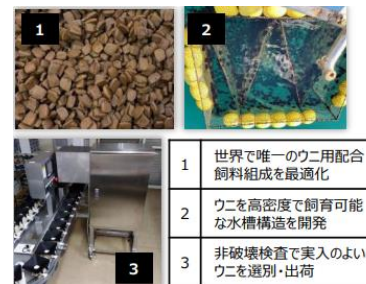 1
2
3
1 世界で唯一のウニ用配合
飼料組成を最適化
2 ウニを高密度で飼育可能
な水槽構造を開発
3 非破壊検査で実入のよい
ウニを選別・出荷